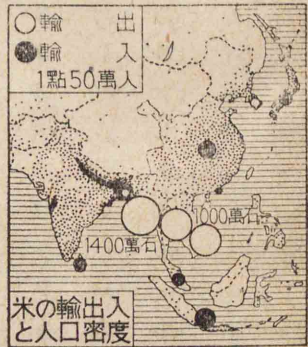 輸出
輸入
1點50萬人
1000萬石
1400萬石
米の輸出入
と人口密度